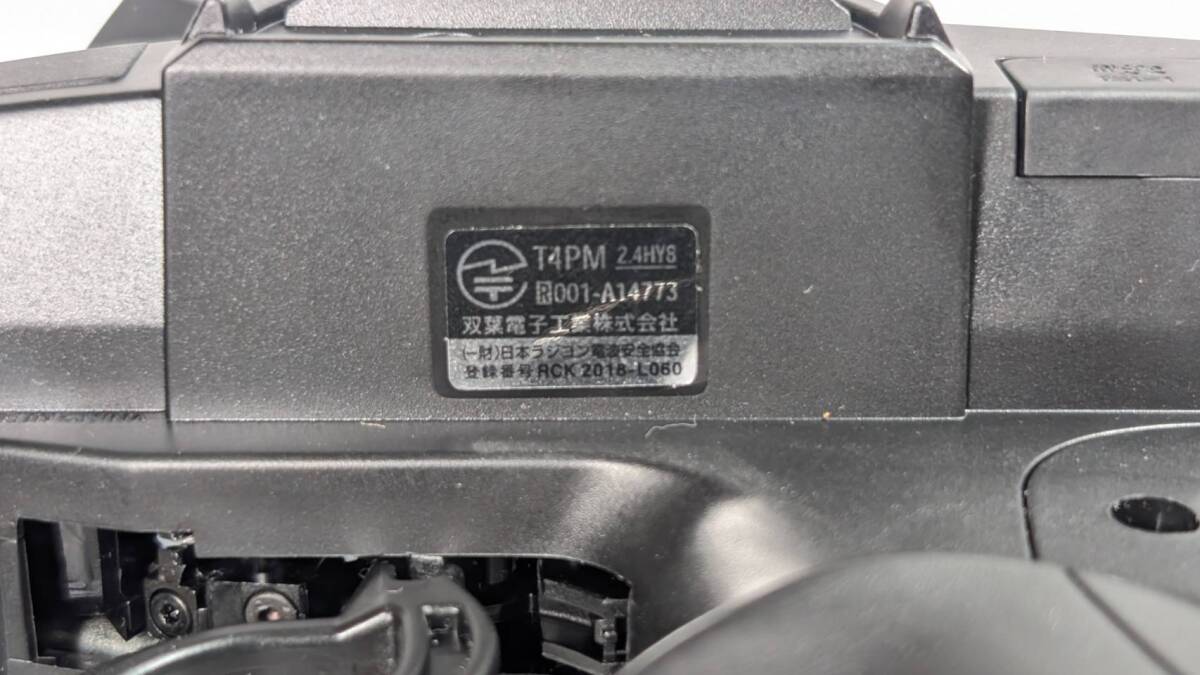 T4PM 2.4HYS
R001-A14773
双葉電子工業株式会社
(一財)日本ラジコン電波安全協会
登録番号 RCK 2018-L060